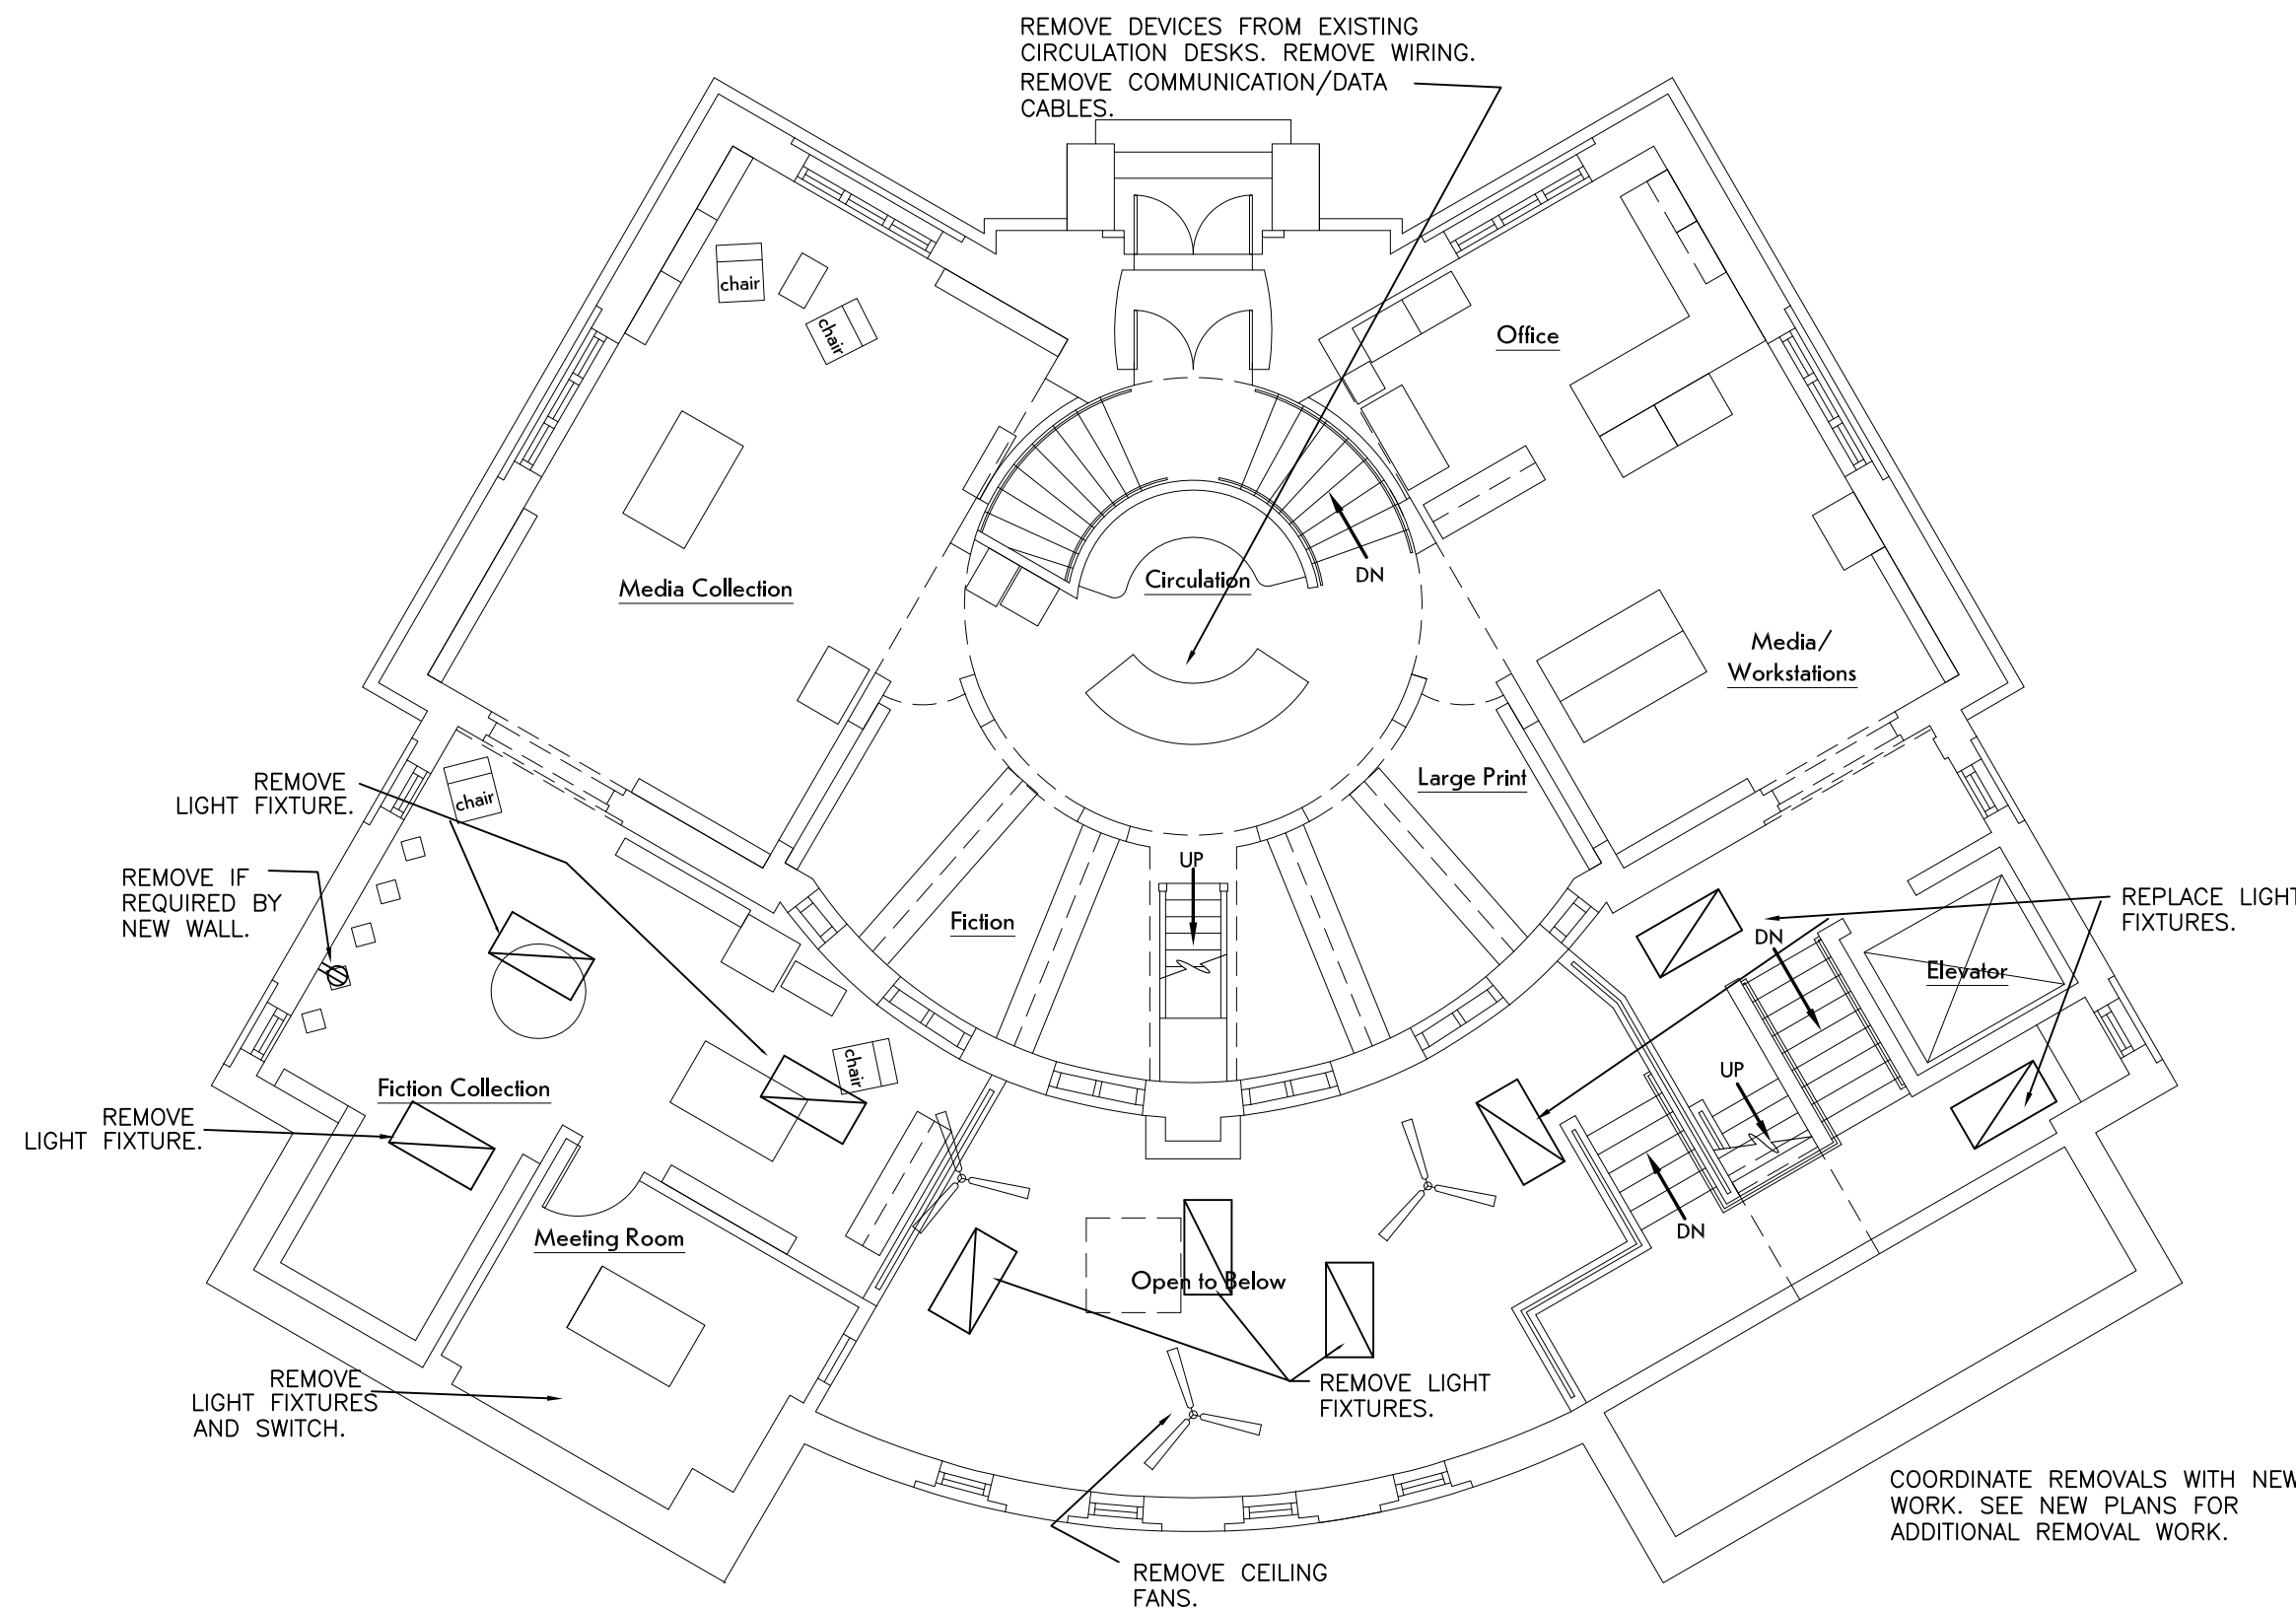 REMOVE DEVICES FROM EXISTING
CIRCULATION DESKS. REMOVE WIRING.
REMOVE COMMUNICATION/DATA
CABLES.
chair
chair
Office
Media Collection
Circulation
DN
Media/
Workstations
REMOVE
LIGHT FIXTURE.
chair
Large Print
REMOVE IF
REQUIRED BY
NEW WALL.
UP
Fiction
REPLACE LIGHT
FIXTURES.
DN
Elevator
chair
UP
Fiction Collection
REMOVE
LIGHT FIXTURE.
Meeting Room
DN
Open to Below
REMOVE
LIGHT FIXTURES
AND SWITCH.
REMOVE LIGHT
FIXTURES.
COORDINATE REMOVALS WITH NEW
WORK. SEE NEW PLANS FOR
ADDITIONAL REMOVAL WORK.
REMOVE CEILING
FANS.